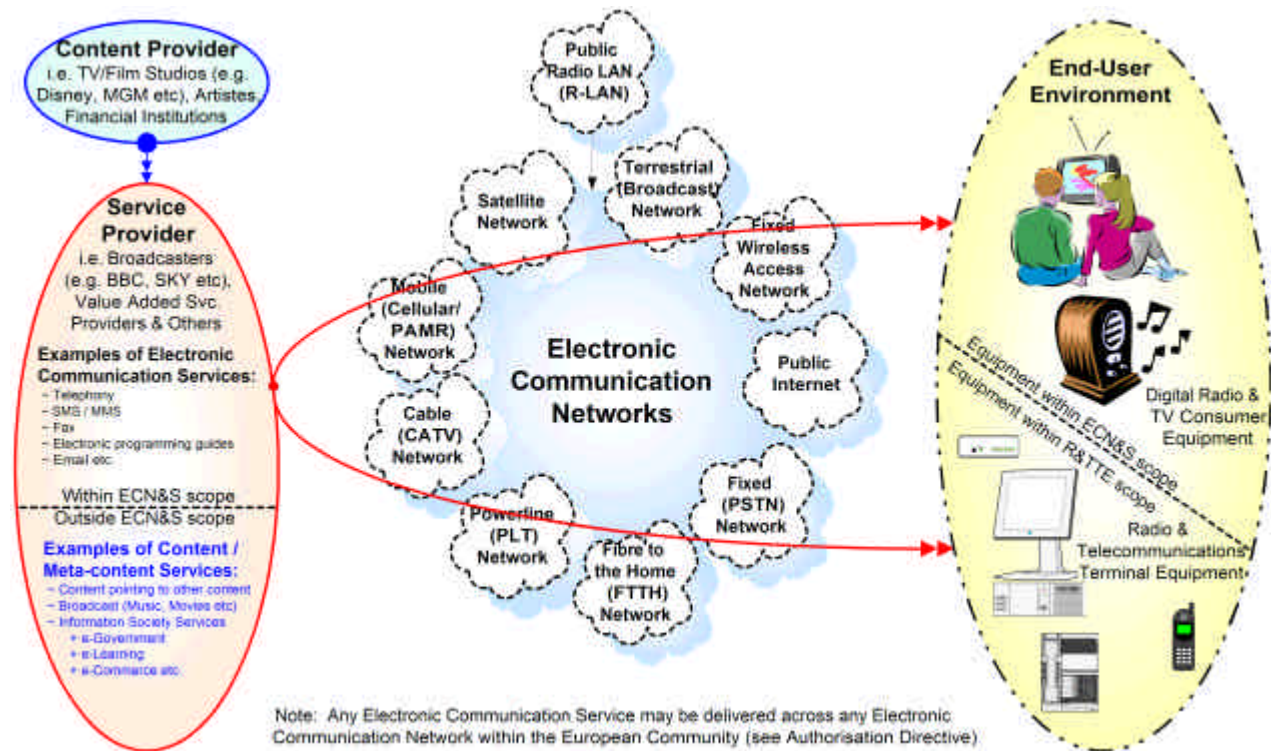 Content Provider
i.e. TV/Film Studios (e.g.
Disney, MGM etc), Artistes,
Financial Institutions
Service
Provider
i.e. Broadcasters
(e.g. BBC, SKY etc),
Value Added Svc.
Providers & Others
Examples of Electronic
Communication Services:
~ Telephony
~ SMS / MMS
~ Fax
~ Electronic programming guides
~ Email etc.
Within ECN&S scope
Outside ECN&S scope
Examples of Content /
Meta-content Services:
~ Content pointing to other content
~ Broadcast (Music, Movies etc)
~ Information Society Services
+ e-Government
+ e-Learning
+ e-Commerce etc.
Public
Radio LAN
(R-LAN)
Terrestrial
(Broadcast)
Network
Satellite
Network
Fixed
Wireless
Access
Network
Mobile
(Cellular/
PAMR)
Network
Public
Internet
Electronic
Communication
Networks
Cable
(CATV)
Network
Fixed
(PSTN)
Network
Powerline
(PLT)
Network
Fibre to
the Home
(FTTH)
Network
End-User
Environment
Equipment within ECN&S scope
Equipment within R&TTE scope
Digital Radio &
TV Consumer
Equipment
Radio &
Telecommunications
Terminal Equipment
Note: Any Electronic Communication Service may be delivered across any Electronic
Communication Network within the European Community (see Authorisation Directive)